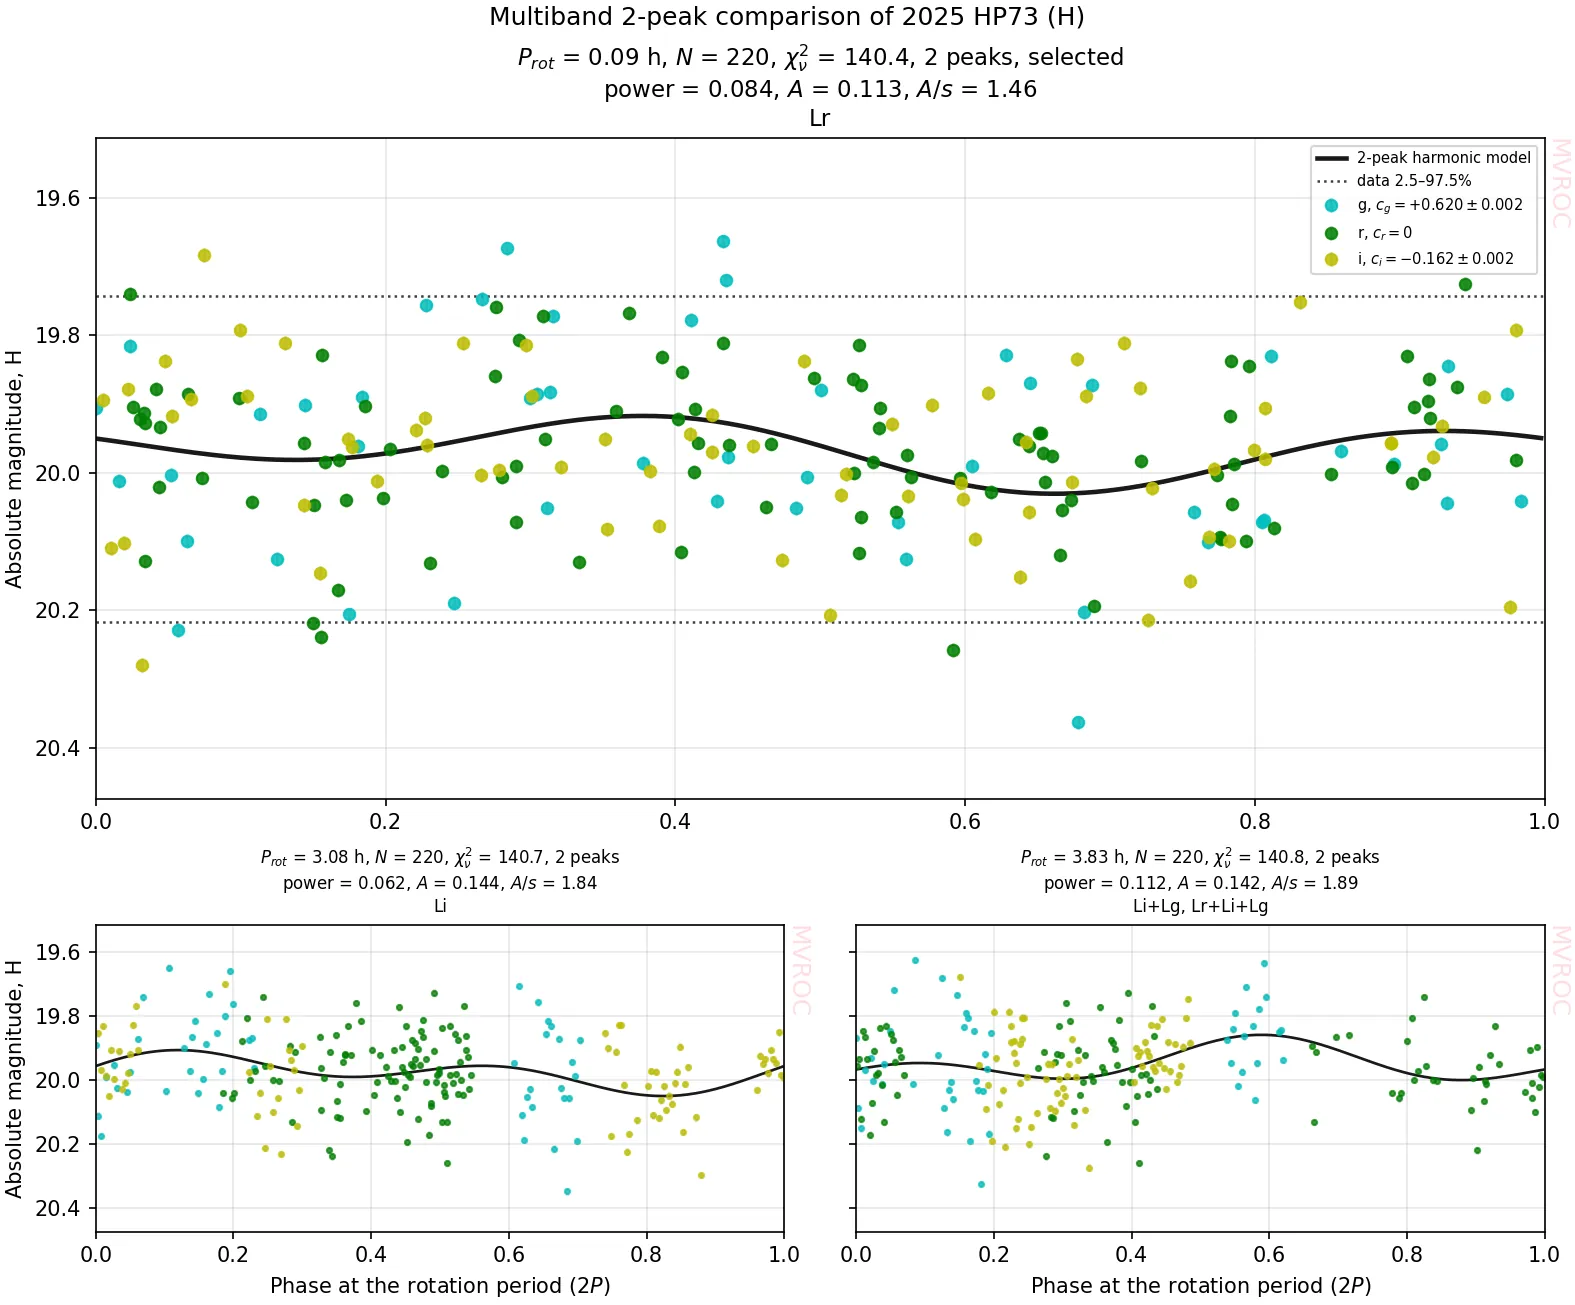 Multiband 2-peak comparison of 2025 HP73 (H)
P_rot = 0.09 h, N = 220, χ²_ν = 140.4, 2 peaks, selected
power = 0.084, A = 0.113, A/s = 1.46
Lr
2-peak harmonic model
data 2.5–97.5%
g, c_g = +0.620 ± 0.002
r, c_r = 0
i, c_i = −0.162 ± 0.002
MVROC
Absolute magnitude, H
19.6
19.8
20.0
20.2
20.4
0.0 0.2 0.4 0.6 0.8 1.0
P_rot = 3.08 h, N = 220, χ²_ν = 140.7, 2 peaks
power = 0.062, A = 0.144, A/s = 1.84
Li
MVROC
Absolute magnitude, H
19.6
19.8
20.0
20.2
20.4
0.0 0.2 0.4 0.6 0.8 1.0
Phase at the rotation period (2P)
P_rot = 3.83 h, N = 220, χ²_ν = 140.8, 2 peaks
power = 0.112, A = 0.142, A/s = 1.89
Li+Lg, Lr+Li+Lg
MVROC
0.0 0.2 0.4 0.6 0.8 1.0
Phase at the rotation period (2P)